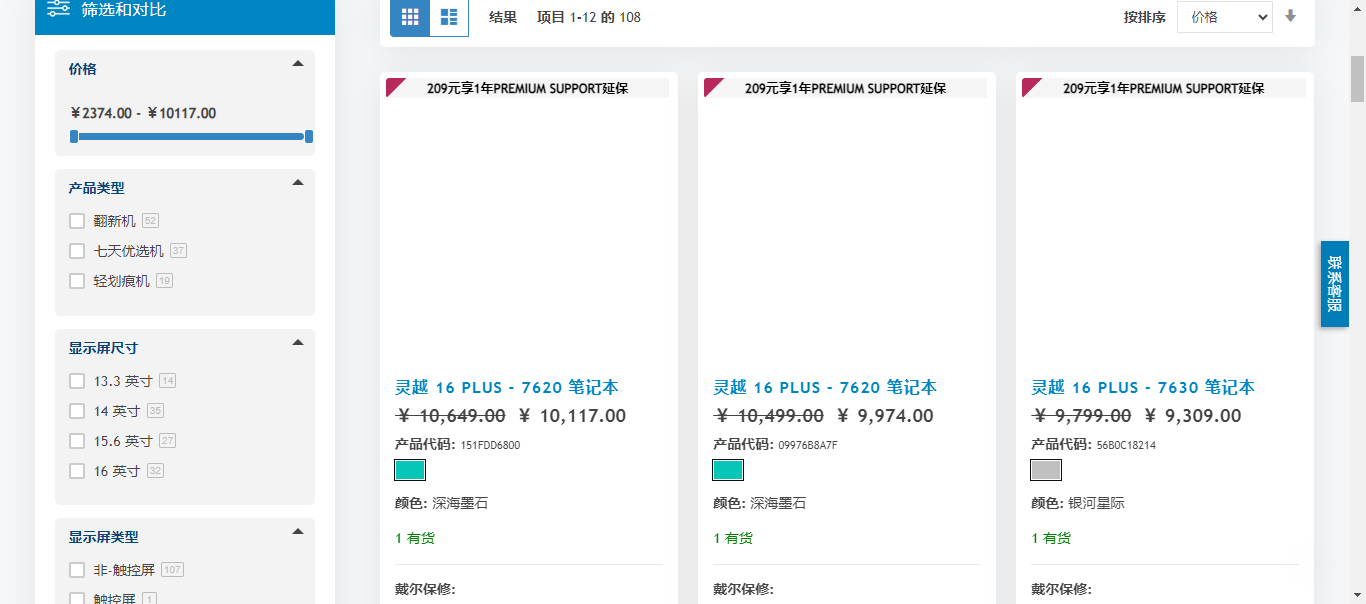 筛选和对比
价格
￥2374.00 - ￥10117.00
产品类型
翻新机 52
七天优选机 37
轻划痕机 19
显示屏尺寸
13.3 英寸 14
14 英寸 35
15.6 英寸 27
16 英寸 32
显示屏类型
非-触控屏 107
触控屏 1
结果 项目 1-12 的 108
按排序 价格
209元享1年PREMIUM SUPPORT延保
灵越 16 PLUS - 7620 笔记本
￥ 10,649.00 ￥ 10,117.00
产品代码: 151FDD6800
颜色: 深海墨石
1 有货
戴尔保修:
209元享1年PREMIUM SUPPORT延保
灵越 16 PLUS - 7620 笔记本
￥ 10,499.00 ￥ 9,974.00
产品代码: 09976B8A7F
颜色: 深海墨石
1 有货
戴尔保修:
209元享1年PREMIUM SUPPORT延保
灵越 16 PLUS - 7630 笔记本
￥ 9,799.00 ￥ 9,309.00
产品代码: 56B0C18214
颜色: 银河星际
1 有货
戴尔保修:
联系客服